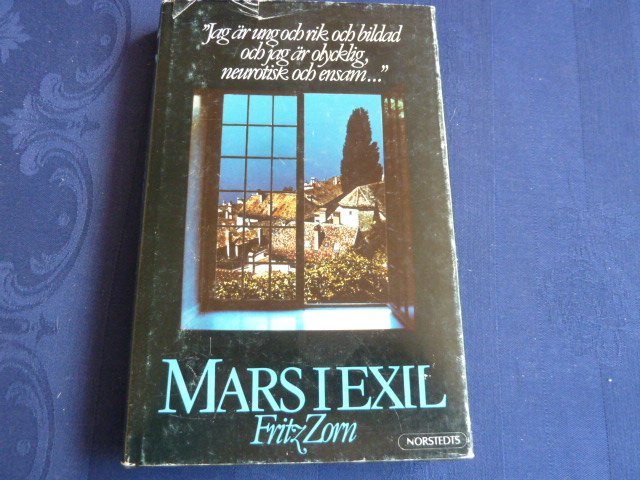 "Jag är ung och rik och bildad
och jag är olycklig,
neurotisk och ensam..."
MARS I EXIL
Fritz Zorn
NORSTEDTS